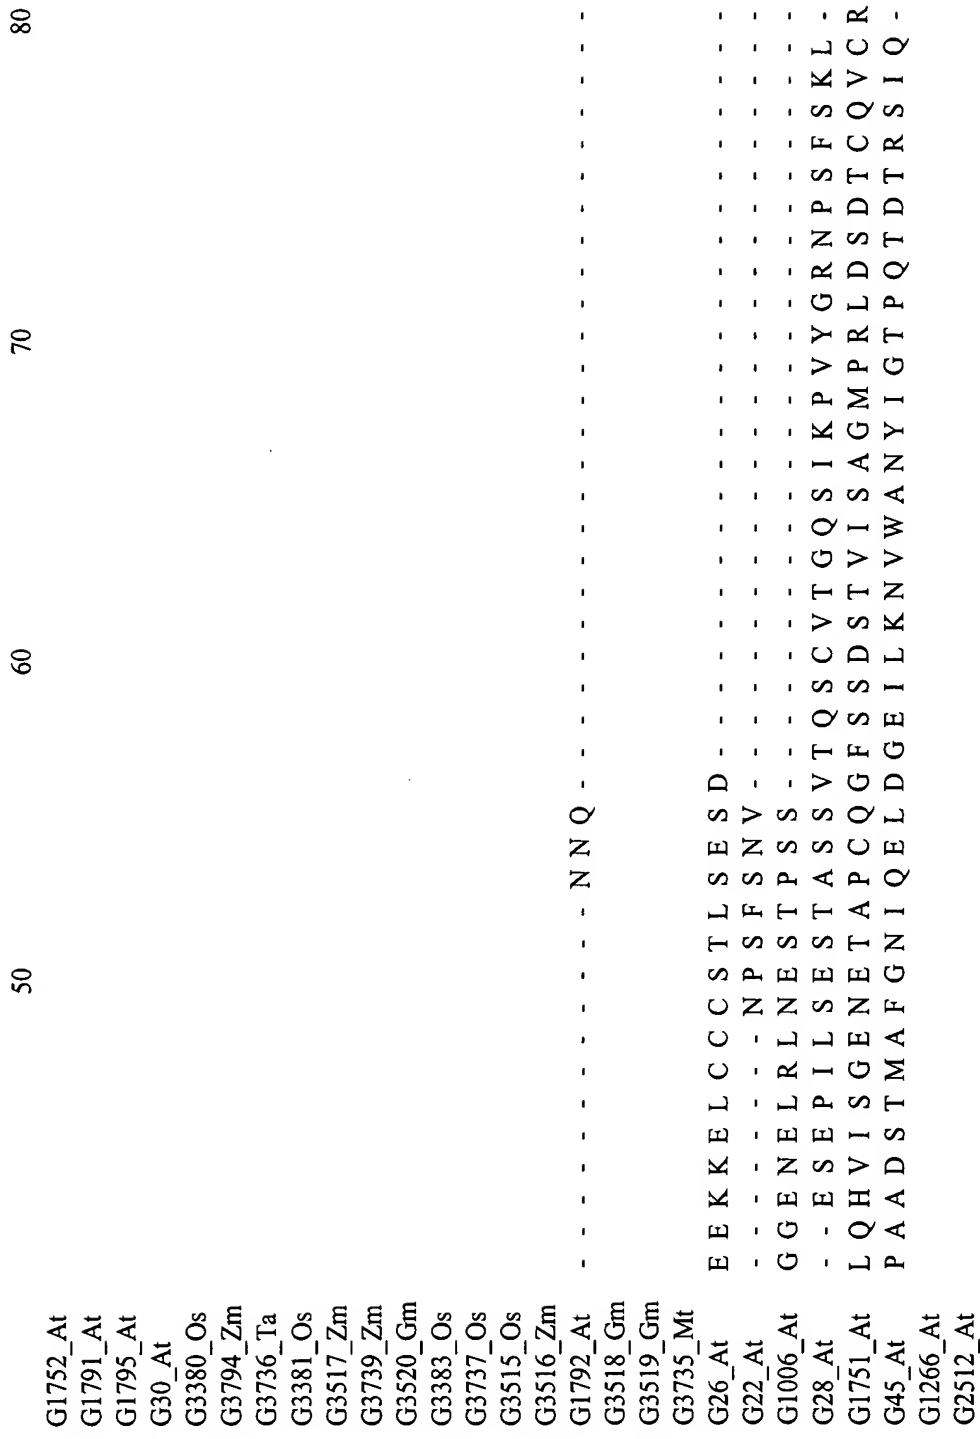 50 60 70 80
G1752_At
G1791_At
G1795_At
G30_At
G3380_Os
G3794_Zm
G3736_Ta
G3381_Os
G3517_Zm
G3739_Zm
G3520_Gm
G3383_Os
G3737_Os
G3515_Os
G3516_Zm
G1792_At - - - - - - - - - - - - N N Q - - - - - - - - - - - - - - - - - - - - - - - - -
G3518_Gm
G3519_Gm
G3735_Mt
G26_At E E K K E L C C C S T L S E S D - - - - - - - - - - - - - - - - - - - - - - - -
G22_At - - - - - - - - N P S F S N V - - - - - - - - - - - - - - - - - - - - - - - - -
G1006_At G G E N E L R L N E S T P S S - - - - - - - - - - - - - - - - - - - - - - - - -
G28_At - - E S E P I L S E S T A S S V T Q S C V T G Q S I K P V Y G R N P S F S K L -
G1751_At L Q H V I S G E N E T A P C Q G F S S D S T V I S A G M P R L D S D T C Q V C R
G45_At P A A D S T M A F G N I Q E L D G E I L K N V W A N Y I G T P Q T D T R S I Q -
G1266_At
G2512_At